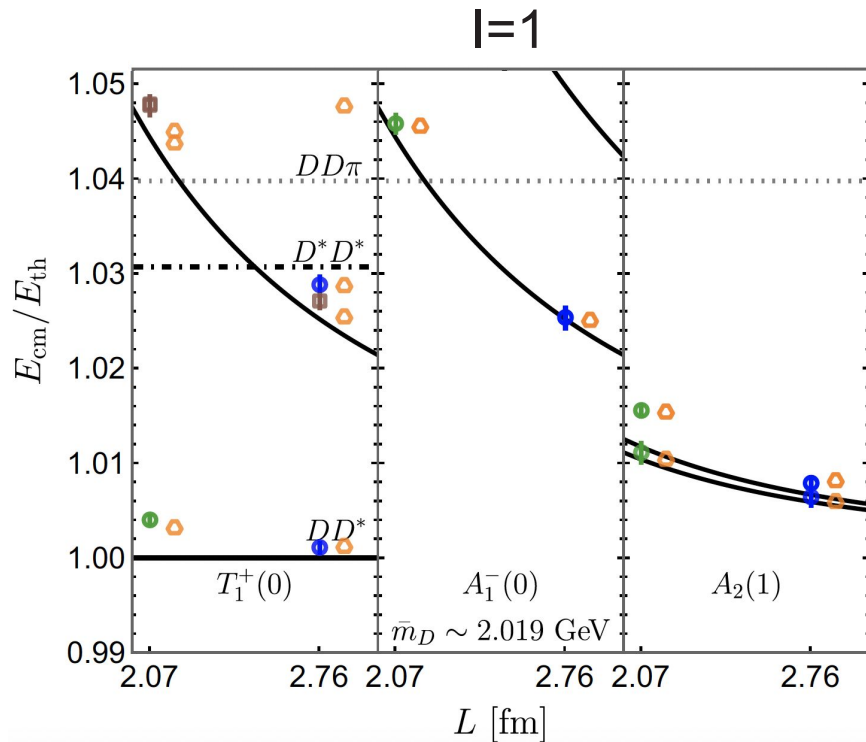 I=1
1.05
1.04
1.03
1.02
1.01
1.00
0.99
E_cm/E_th
DDπ
D*D*
DD*
T_1^+(0)
A_1^-(0)
A_2(1)
m̄_D ∼ 2.019 GeV
2.07
2.76
2.07
2.76
2.07
2.76
L [fm]